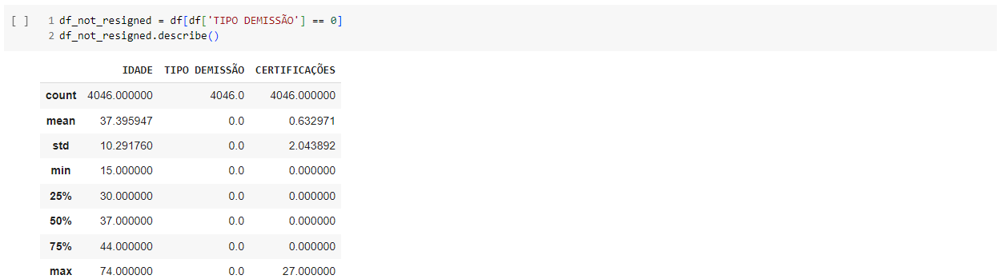 [ ] 1 df_not_resigned = df[df['TIPO DEMISSÃO'] == 0]
2 df_not_resigned.describe()
IDADE TIPO DEMISSÃO CERTIFICAÇÕES
count 4046.000000 4046.0 4046.000000
mean 37.395947 0.0 0.632971
std 10.291760 0.0 2.043892
min 15.000000 0.0 0.000000
25% 30.000000 0.0 0.000000
50% 37.000000 0.0 0.000000
75% 44.000000 0.0 0.000000
max 74.000000 0.0 27.000000